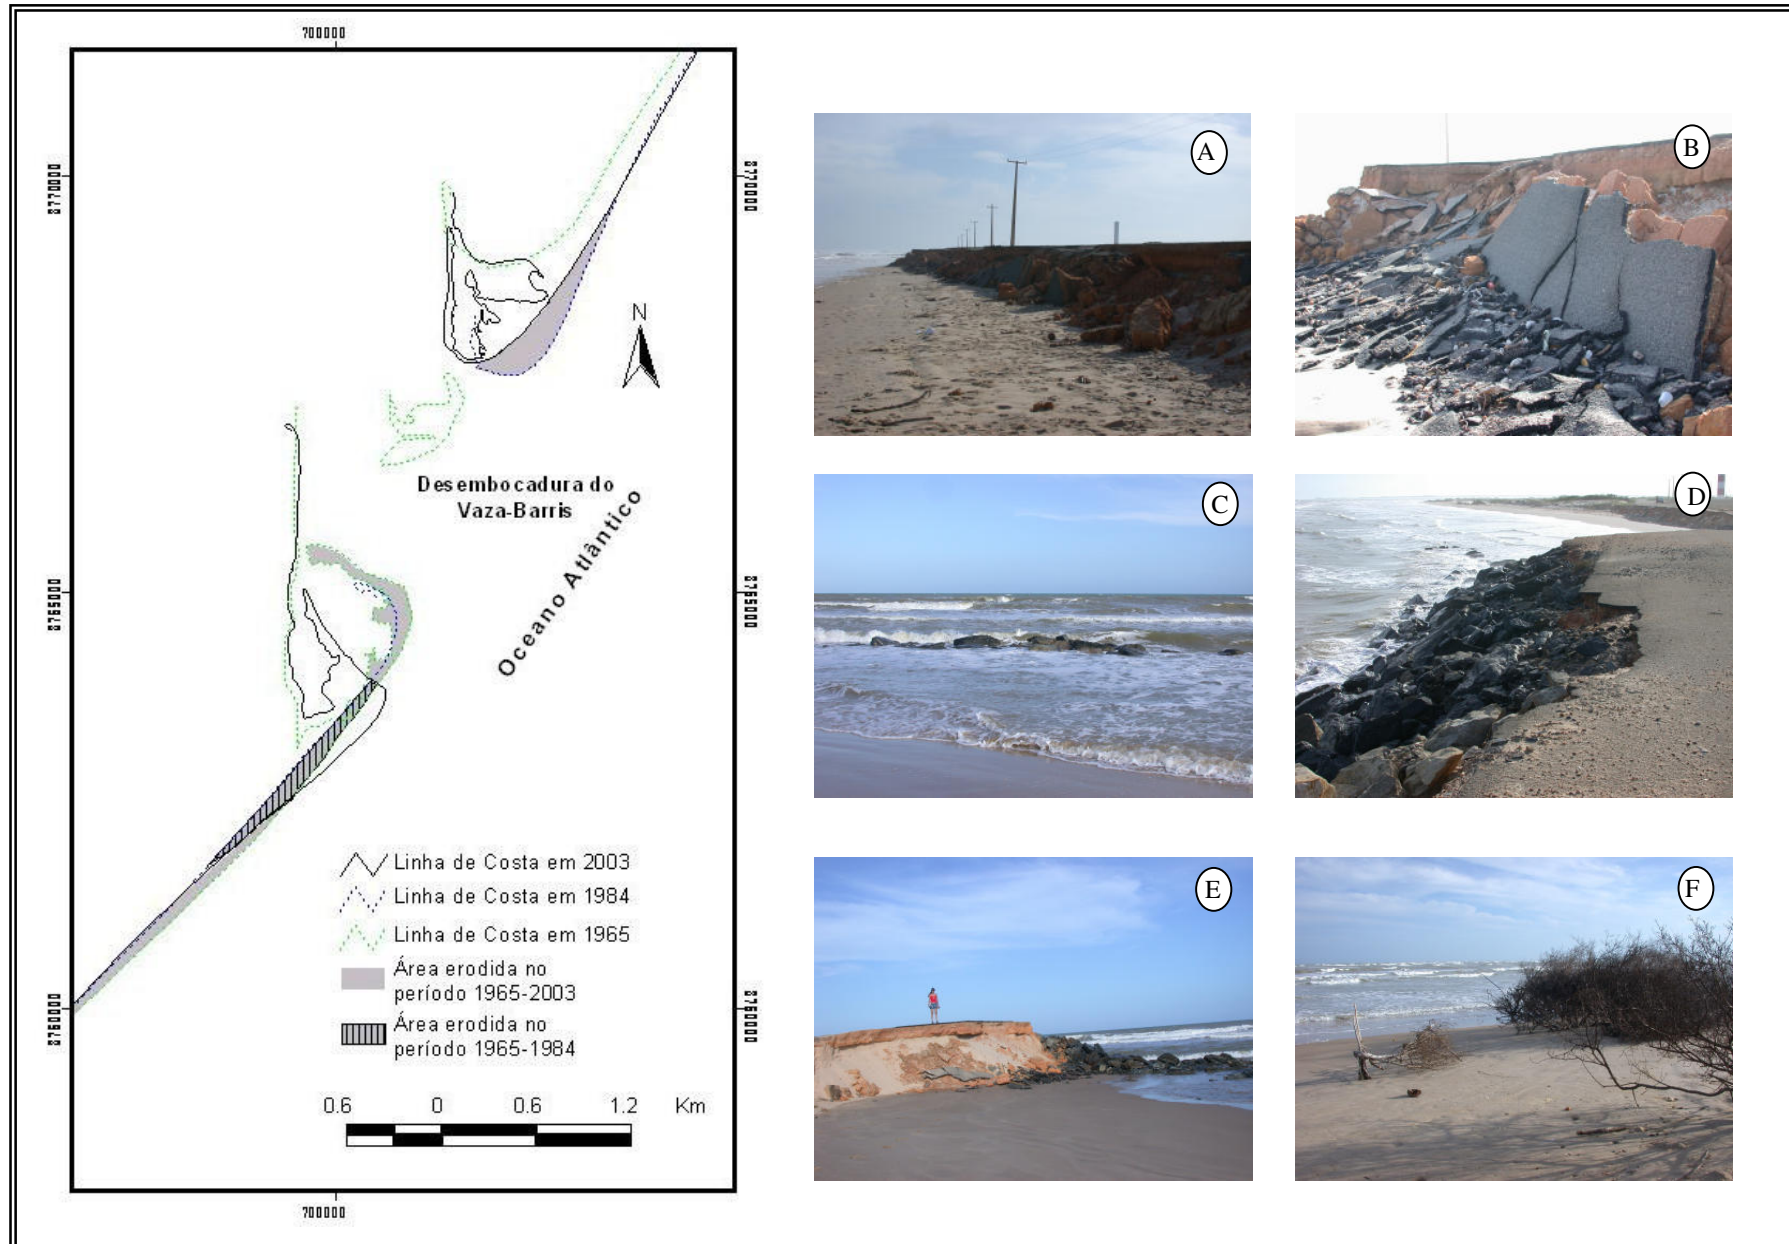 700000
8770000
8770000
N
Desembocadura do
Vaza-Barris
Oceano Atlântico
8765000
8765000
Linha de Costa em 2003
Linha de Costa em 1984
Linha de Costa em 1965
Área erodida no
período 1965-2003
Área erodida no
período 1965-1984
8750000
8750000
0.6 0 0.6 1.2 Km
700000
A
B
C
D
E
F